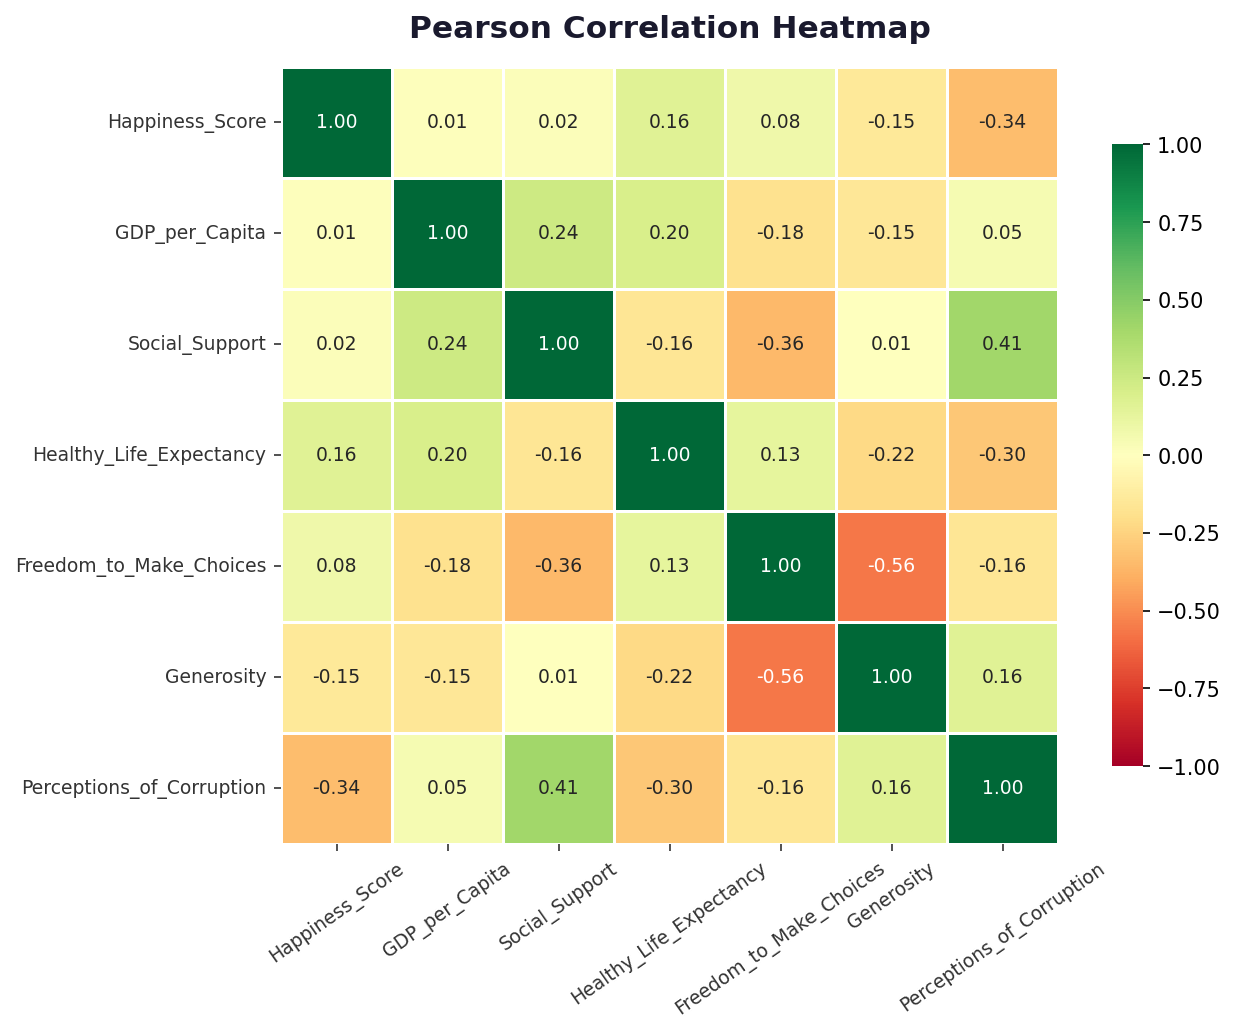 Pearson Correlation Heatmap
Happiness_Score 1.00 0.01 0.02 0.16 0.08 -0.15 -0.34
GDP_per_Capita 0.01 1.00 0.24 0.20 -0.18 -0.15 0.05
Social_Support 0.02 0.24 1.00 -0.16 -0.36 0.01 0.41
Healthy_Life_Expectancy 0.16 0.20 -0.16 1.00 0.13 -0.22 -0.30
Freedom_to_Make_Choices 0.08 -0.18 -0.36 0.13 1.00 -0.56 -0.16
Generosity -0.15 -0.15 0.01 -0.22 -0.56 1.00 0.16
Perceptions_of_Corruption -0.34 0.05 0.41 -0.30 -0.16 0.16 1.00
Happiness_Score
GDP_per_Capita
Social_Support
Healthy_Life_Expectancy
Freedom_to_Make_Choices
Generosity
Perceptions_of_Corruption
1.00
0.75
0.50
0.25
0.00
−0.25
−0.50
−0.75
−1.00